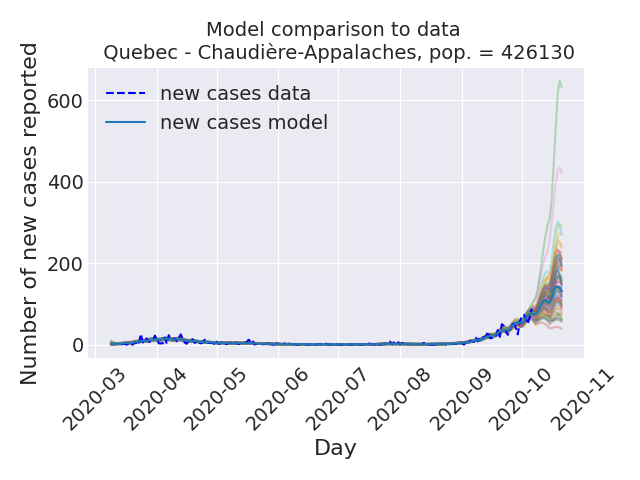 Model comparison to data
Quebec - Chaudière-Appalaches, pop. = 426130
Number of new cases reported
600
400
200
0
new cases data
new cases model
2020-03
2020-04
2020-05
2020-06
2020-07
2020-08
2020-09
2020-10
2020-11
Day